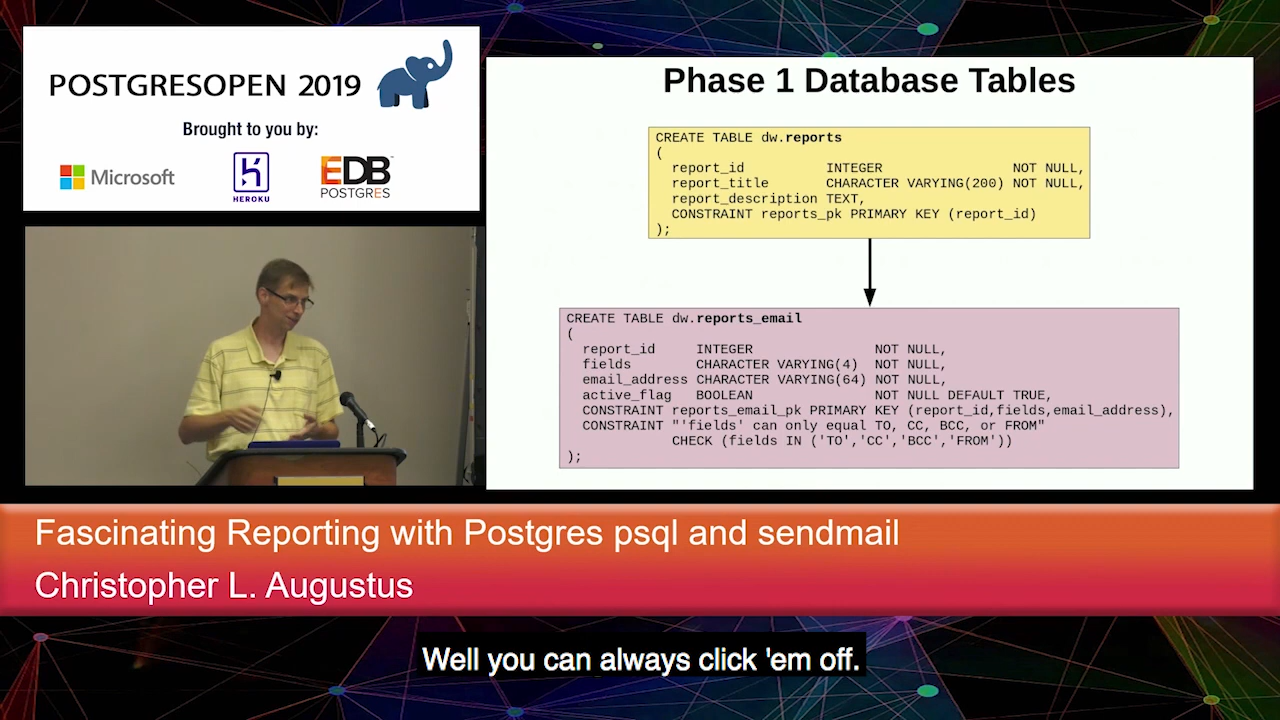 POSTGRESOPEN 2019
Brought to you by:
Microsoft
HEROKU
EDB
POSTGRES
Phase 1 Database Tables
CREATE TABLE dw.reports
(
  report_id          INTEGER                NOT NULL,
  report_title       CHARACTER VARYING(200) NOT NULL,
  report_description TEXT,
  CONSTRAINT reports_pk PRIMARY KEY (report_id)
);
CREATE TABLE dw.reports_email
(
  report_id     INTEGER               NOT NULL,
  fields        CHARACTER VARYING(4)  NOT NULL,
  email_address CHARACTER VARYING(64) NOT NULL,
  active_flag   BOOLEAN               NOT NULL DEFAULT TRUE,
  CONSTRAINT reports_email_pk PRIMARY KEY (report_id,fields,email_address),
  CONSTRAINT "'fields' can only equal TO, CC, BCC, or FROM"
             CHECK (fields IN ('TO','CC','BCC','FROM'))
);
Fascinating Reporting with Postgres psql and sendmail
Christopher L. Augustus
Well you can always click 'em off.